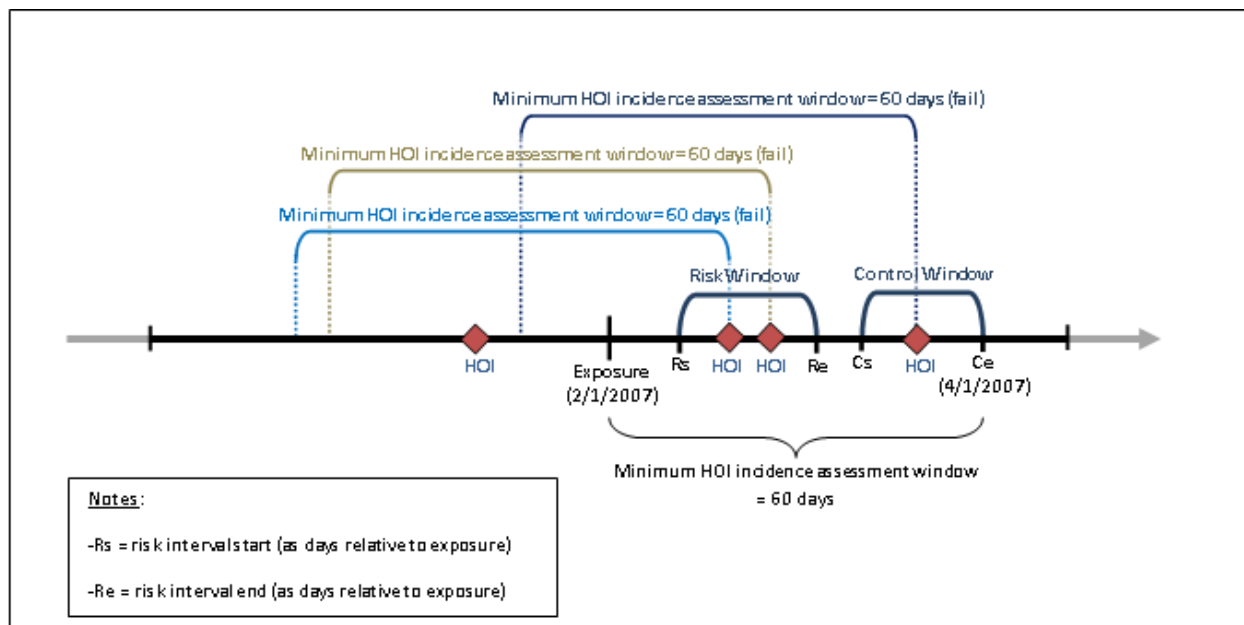 Minimum HOI incidence assessment window = 60 days (fail)
Minimum HOI incidence assessment window = 60 days (fail)
Minimum HOI incidence assessment window = 60 days (fail)
Risk Window
Control Window
HOI
Exposure
(2/1/2007)
Rs
HOI
HOI
Re
Cs
HOI
Ce
(4/1/2007)
Minimum HOI incidence assessment window
= 60 days
Notes:
-Rs = risk interval start (as days relative to exposure)
-Re = risk interval end (as days relative to exposure)